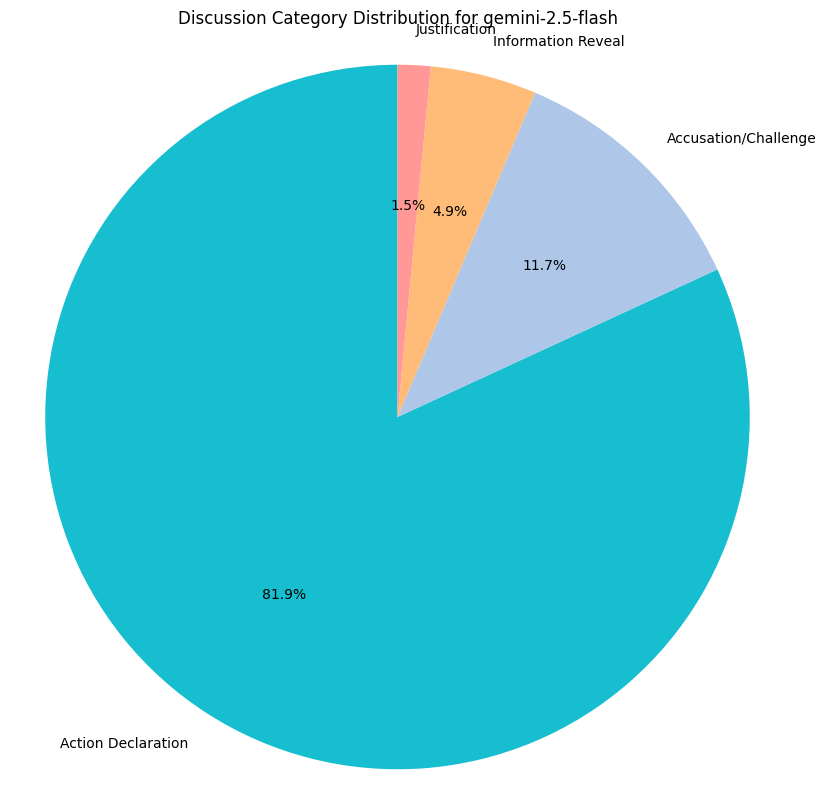 Discussion Category Distribution for gemini-2.5-flash
Justification
Information Reveal
Accusation/Challenge
1.5%
4.9%
11.7%
81.9%
Action Declaration